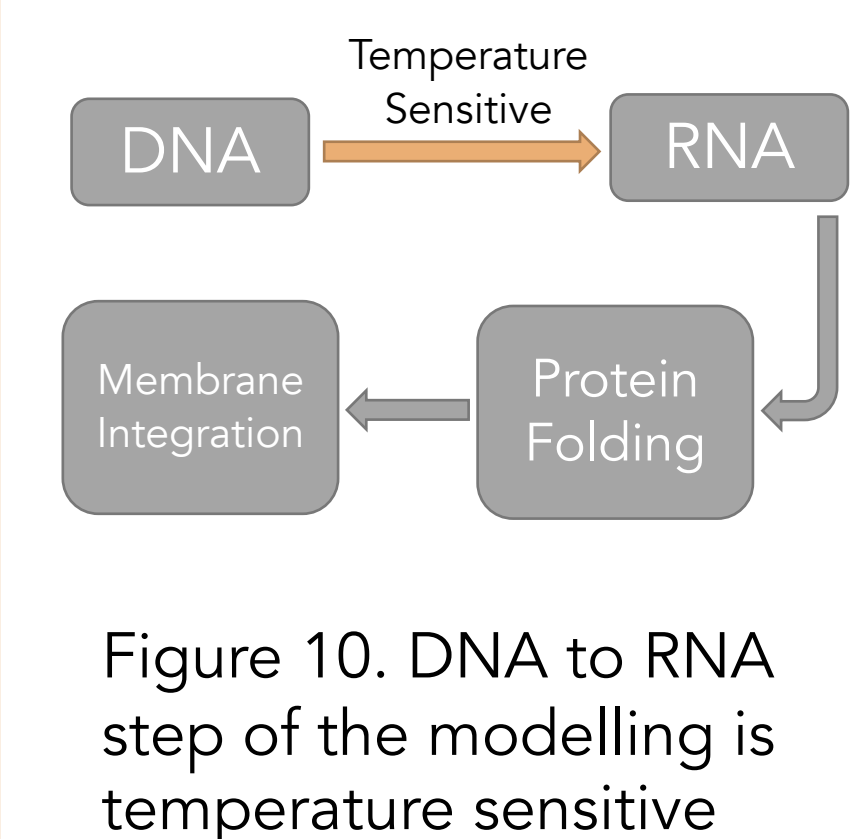 Temperature
Sensitive
DNA
RNA
Protein
Folding
Membrane
Integration
Figure 10. DNA to RNA
step of the modelling is
temperature sensitive